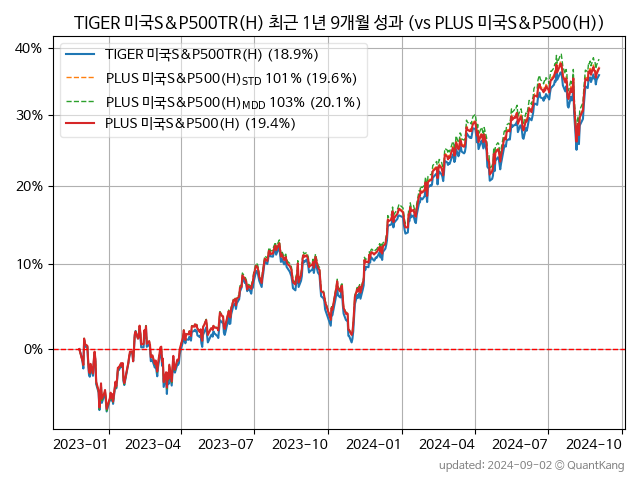 TIGER 미국S&P500TR(H) 최근 1년 9개월 성과 (vs PLUS 미국S&P500(H))
40%
30%
20%
10%
0%
TIGER 미국S&P500TR(H) (18.9%)
PLUS 미국S&P500(H)STD 101% (19.6%)
PLUS 미국S&P500(H)MDD 103% (20.1%)
PLUS 미국S&P500(H) (19.4%)
2023-01 2023-04 2023-07 2023-10 2024-01 2024-04 2024-07 2024-10
updated: 2024-09-02 © QuantKang